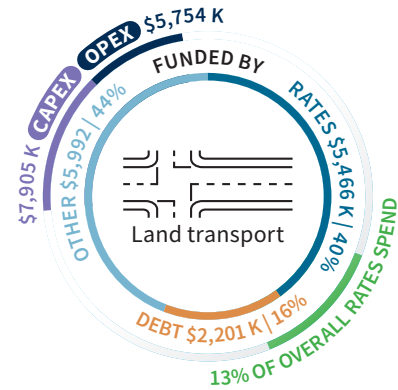 OPEX $5,754 K
CAPEX $7,905 K
FUNDED BY
RATES $5,466 K | 40%
OTHER $5,992 | 44%
Land transport
DEBT $2,201 K | 16%
13% OF OVERALL RATES SPEND